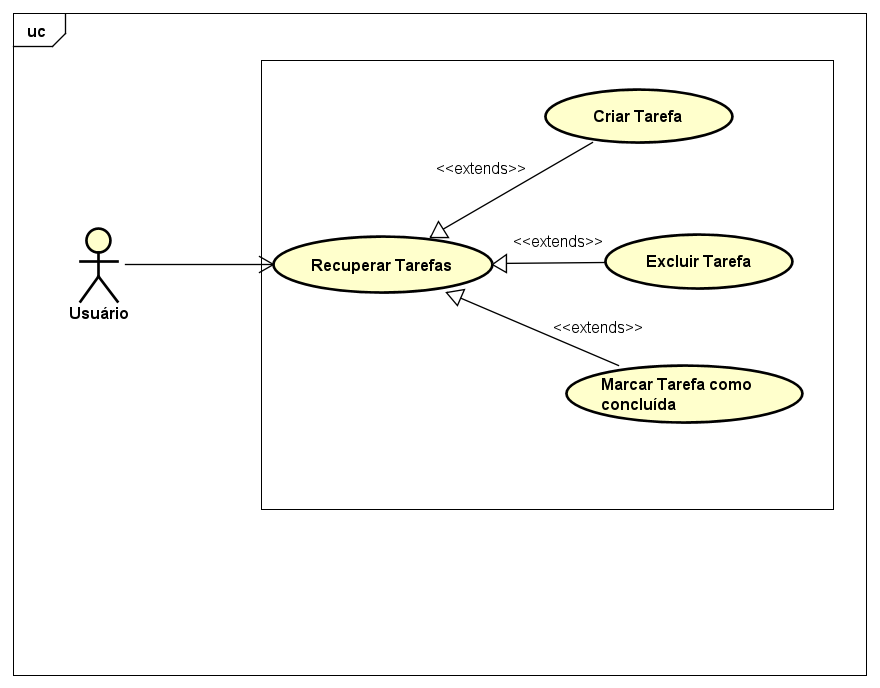 uc
Criar Tarefa
<<extends>>
<<extends>>
Excluir Tarefa
Recuperar Tarefas
Usuário
<<extends>>
Marcar Tarefa como
concluída